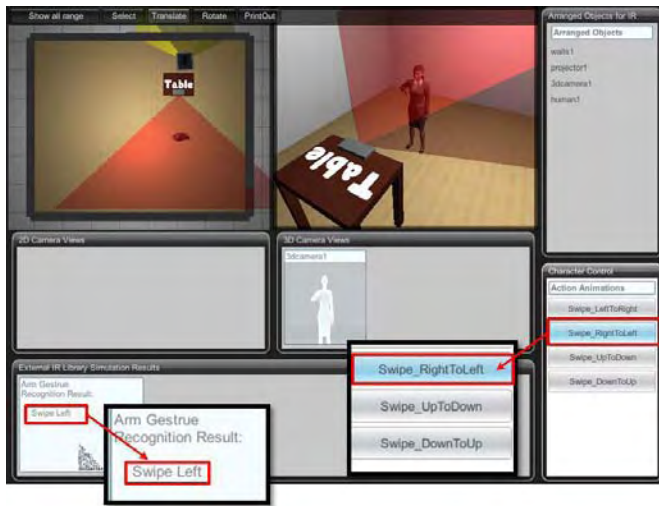 Show all range Select Translate Rotate PrintOut
Table
Table
Arranged Objects for IR
Arranged Objects
walls1
projector1
3dcamera1
human1
2D Camera Views
3D Camera Views
3dcamera1
Character Control
Action Animations
Swipe_LeftToRight
Swipe_RightToLeft
Swipe_UpToDown
Swipe_DownToUp
External IR Library Simulation Results
Arm Gestrue
Recognition Result:
Swipe Left
Arm Gestrue
Recognition Result:
Swipe Left
Swipe_RightToLeft
Swipe_UpToDown
Swipe_DownToUp